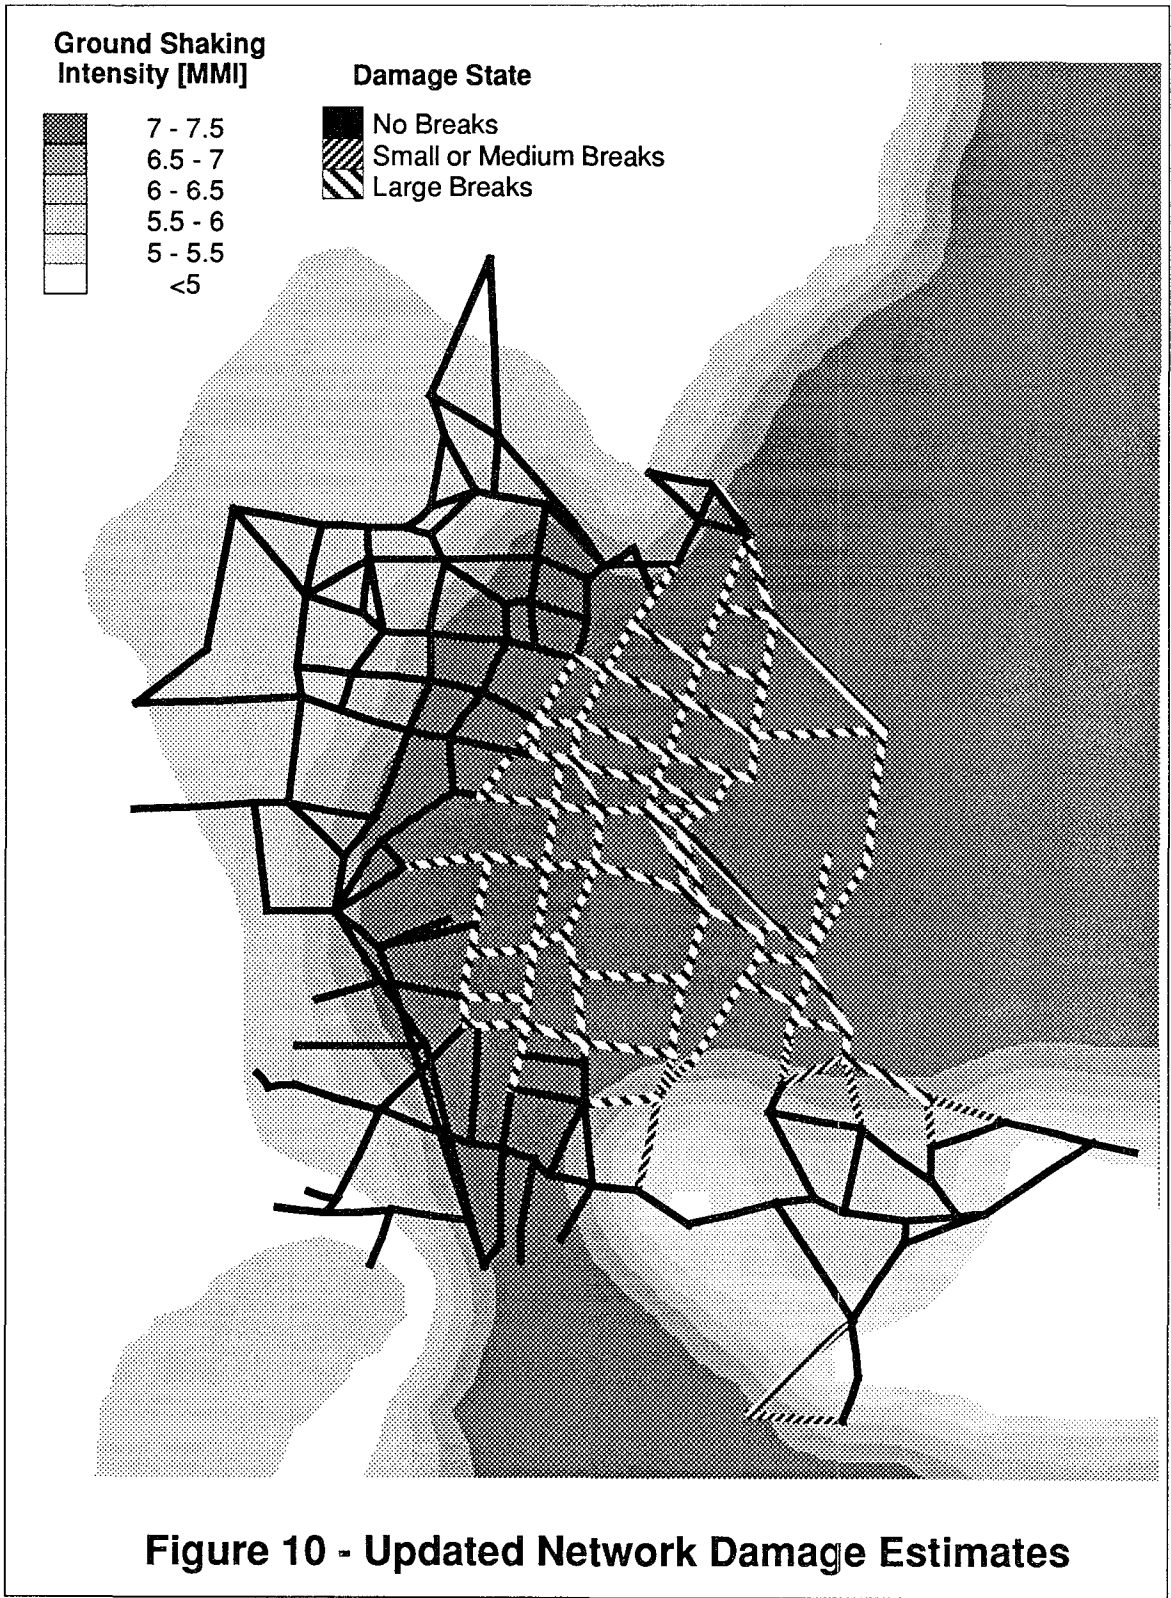 Ground Shaking
Intensity [MMI]
7 - 7.5
6.5 - 7
6 - 6.5
5.5 - 6
5 - 5.5
<5
Damage State
No Breaks
Small or Medium Breaks
Large Breaks
Figure 10 - Updated Network Damage Estimates